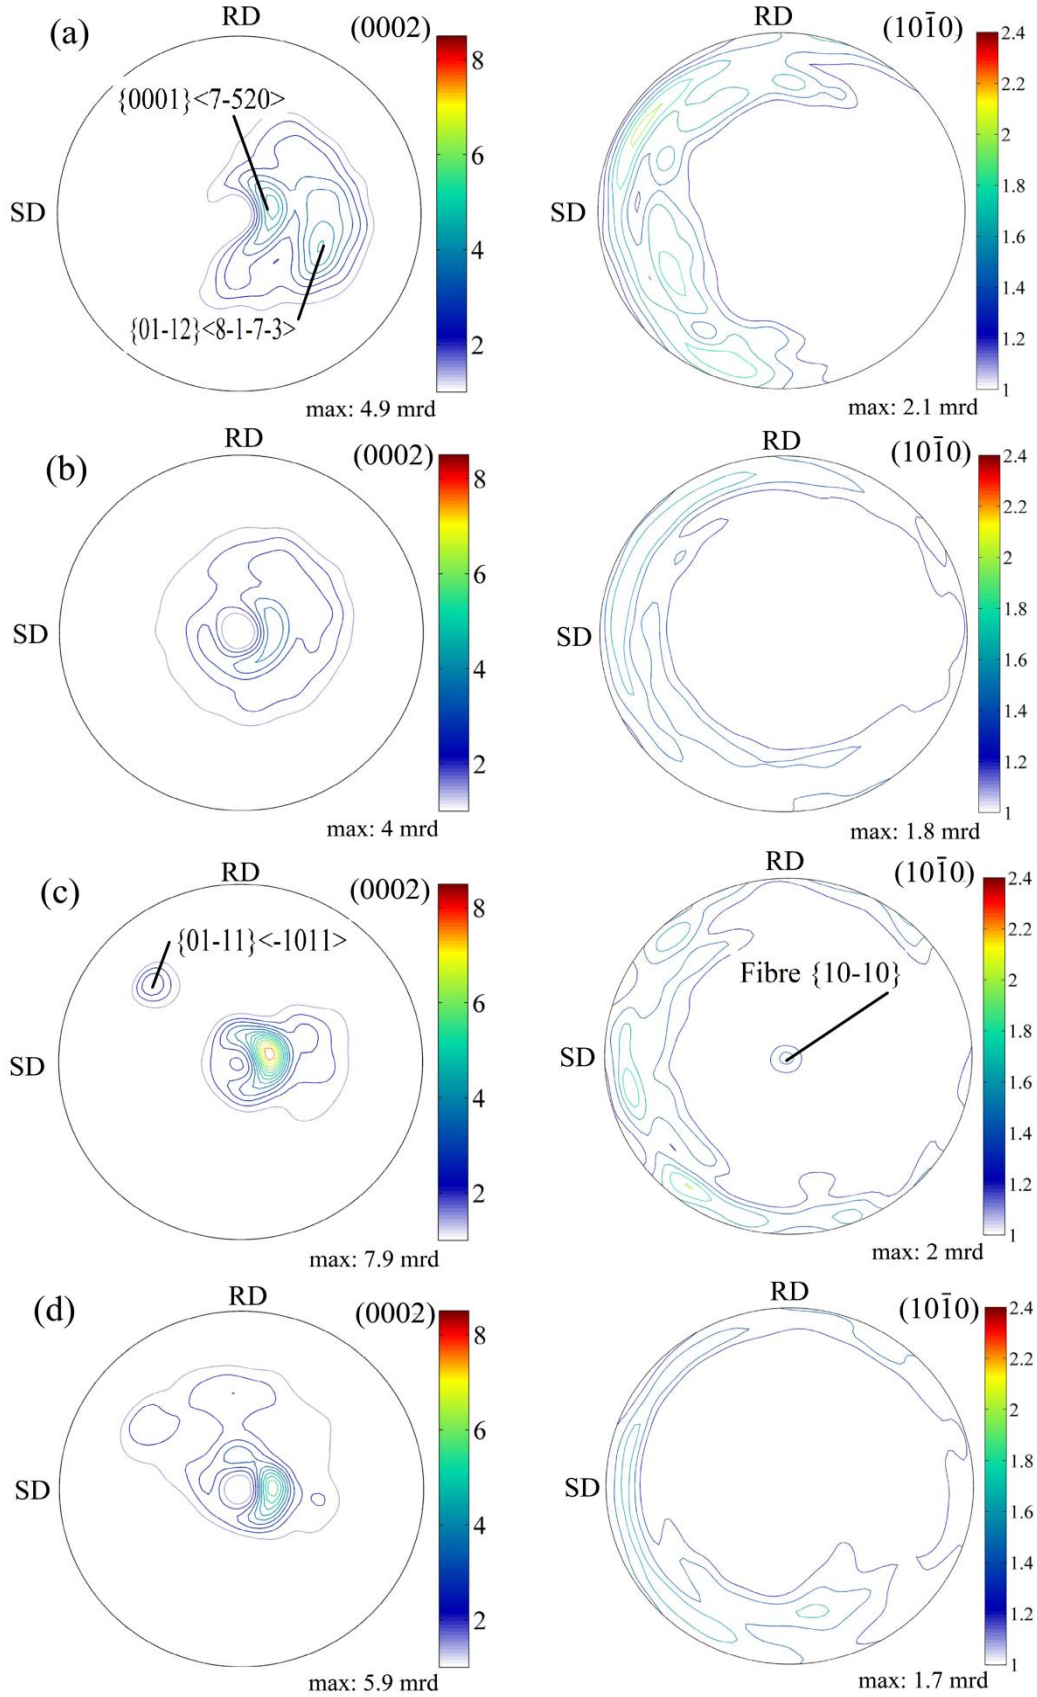 (a)
RD
(0002)
{0001}<7-520>
SD
{01-12}<8-1-7-3>
8
6
4
2
max: 4.9 mrd
RD
(101̄0)
SD
2.4
2.2
2
1.8
1.6
1.4
1.2
1
max: 2.1 mrd
(b)
RD
(0002)
SD
8
6
4
2
max: 4 mrd
RD
(101̄0)
SD
2.4
2.2
2
1.8
1.6
1.4
1.2
1
max: 1.8 mrd
(c)
RD
(0002)
{01-11}<-1011>
SD
8
6
4
2
max: 7.9 mrd
RD
(101̄0)
Fibre {10-10}
SD
2.4
2.2
2
1.8
1.6
1.4
1.2
1
max: 2 mrd
(d)
RD
(0002)
SD
8
6
4
2
max: 5.9 mrd
RD
(101̄0)
SD
2.4
2.2
2
1.8
1.6
1.4
1.2
1
max: 1.7 mrd